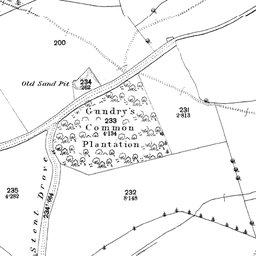 200
Old Sand Pit
234
.262
Gundry's
233
Common
4.134
Plantation
231
2.813
235
4.282
232
8.148
Stent Drove